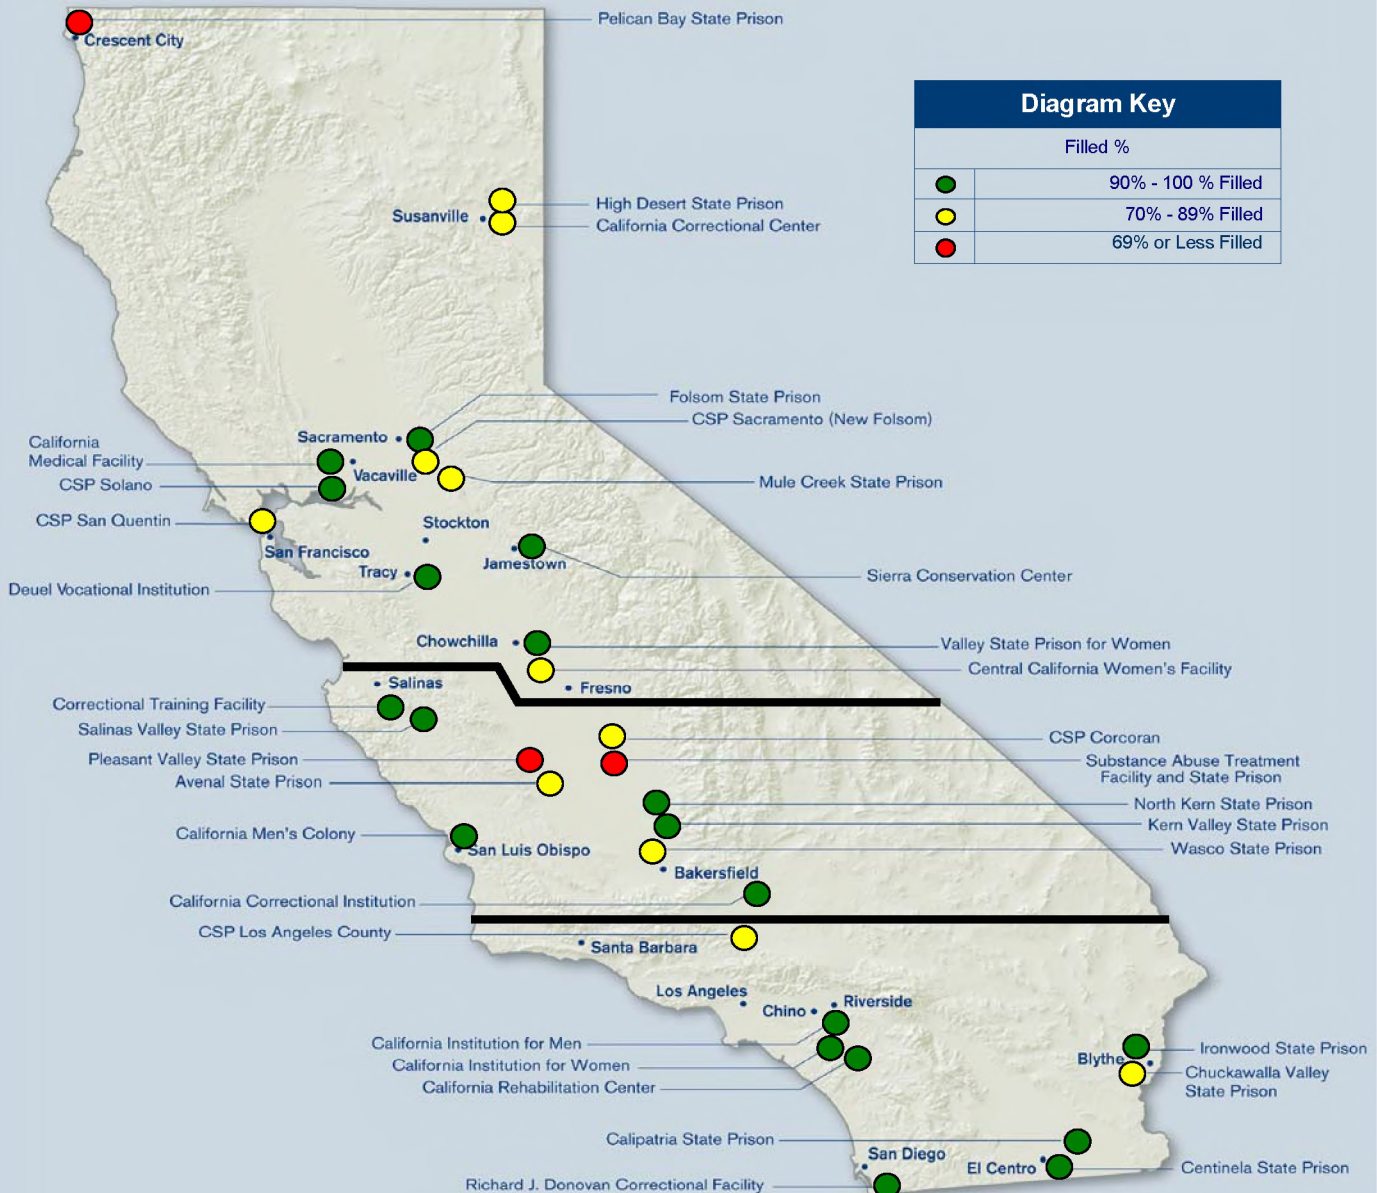 Pelican Bay State Prison
Crescent City
Diagram Key
Filled %
90% - 100 % Filled
70% - 89% Filled
69% or Less Filled
High Desert State Prison
Susanville
California Correctional Center
Folsom State Prison
CSP Sacramento (New Folsom)
Sacramento
California
Medical Facility
Vacaville
CSP Solano
Mule Creek State Prison
CSP San Quentin
Stockton
San Francisco
Jamestown
Tracy
Sierra Conservation Center
Deuel Vocational Institution
Chowchilla
Valley State Prison for Women
Central California Women's Facility
Salinas
Fresno
Correctional Training Facility
Salinas Valley State Prison
CSP Corcoran
Pleasant Valley State Prison
Substance Abuse Treatment
Facility and State Prison
Avenal State Prison
North Kern State Prison
Kern Valley State Prison
California Men's Colony
San Luis Obispo
Wasco State Prison
Bakersfield
California Correctional Institution
CSP Los Angeles County
Santa Barbara
Los Angeles
Riverside
Chino
California Institution for Men
Ironwood State Prison
Blythe
California Institution for Women
Chuckawalla Valley
State Prison
California Rehabilitation Center
Calipatria State Prison
San Diego
El Centro
Centinela State Prison
Richard J. Donovan Correctional Facility